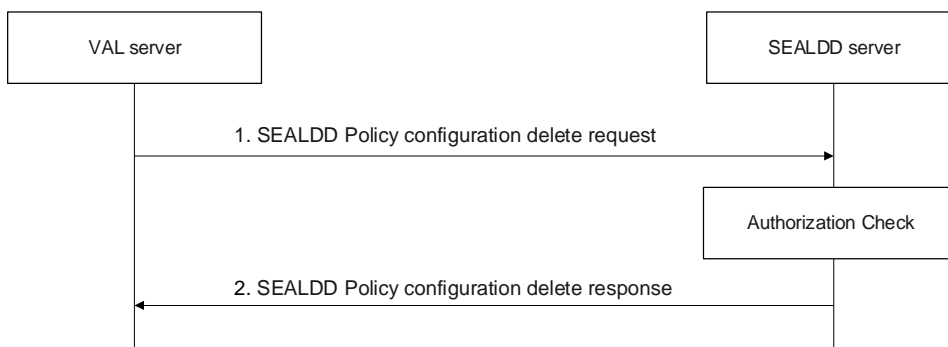 VAL server
SEALDD server
1. SEALDD Policy configuration delete request
Authorization Check
2. SEALDD Policy configuration delete response